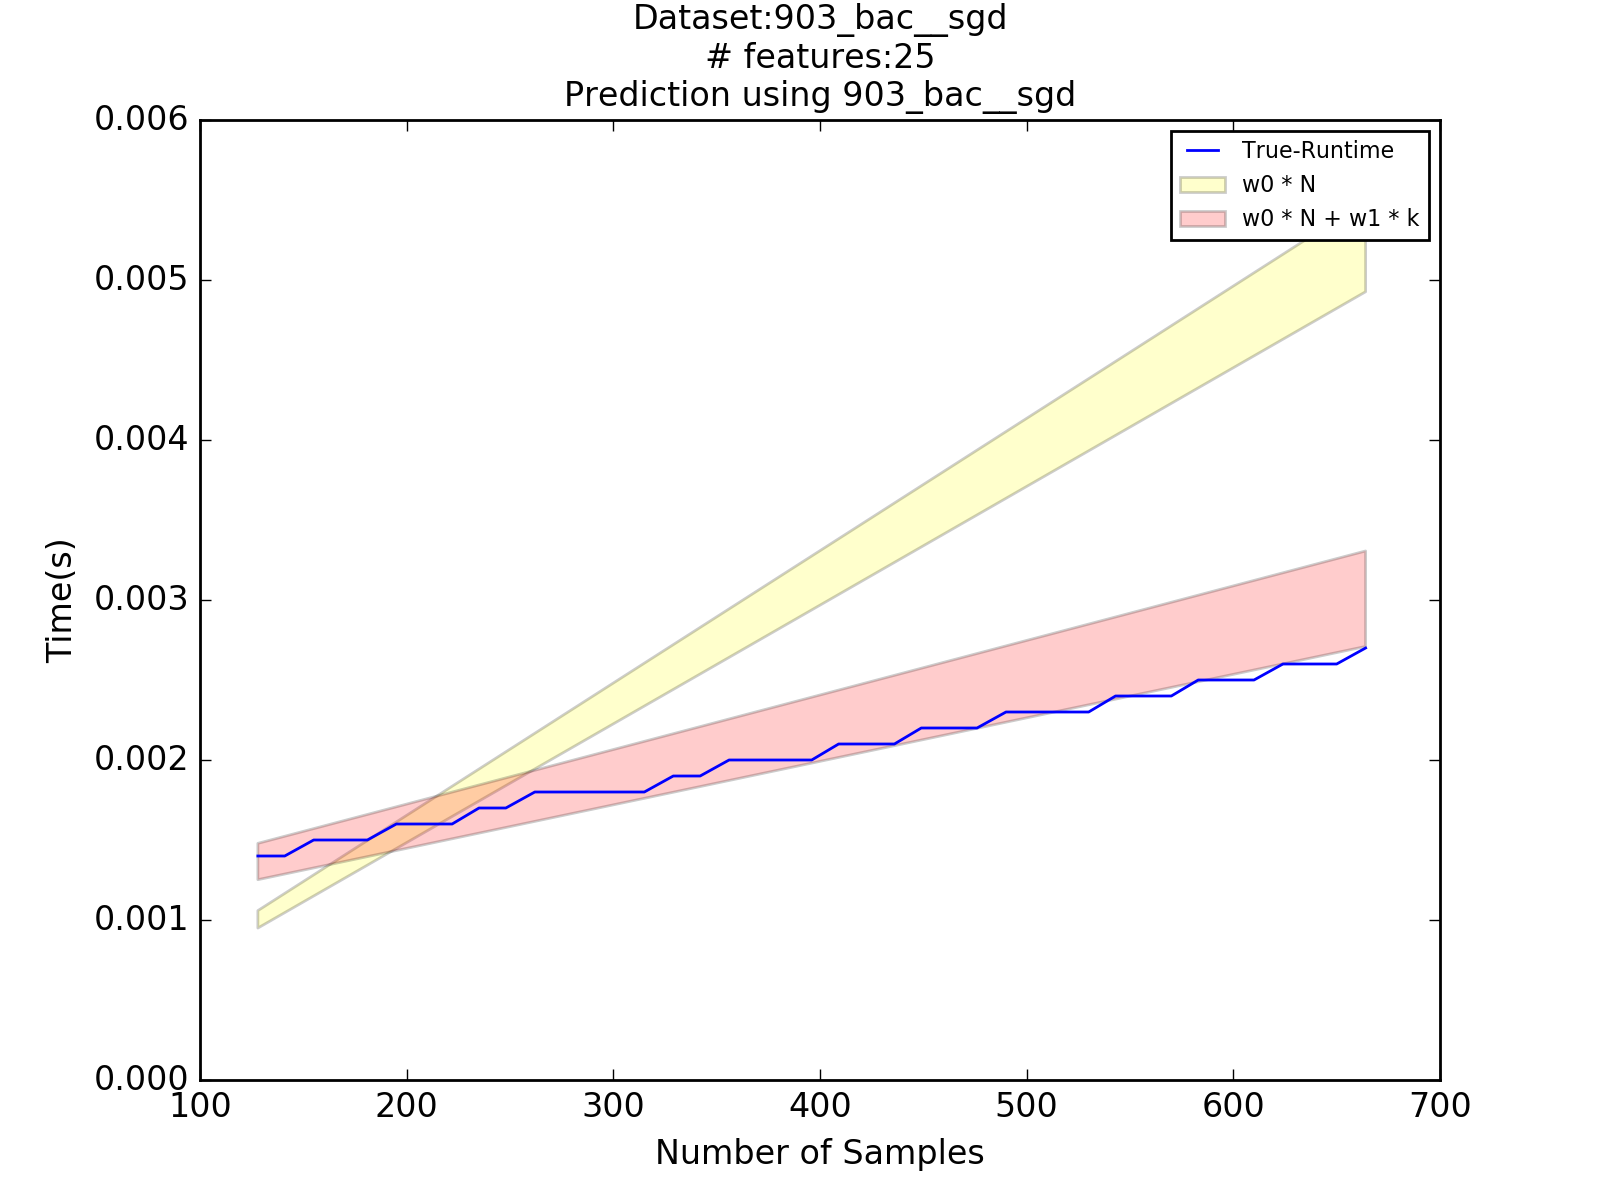 Dataset:903_bac__sgd
# features:25
Prediction using 903_bac__sgd
0.006
0.005
0.004
0.003
0.002
0.001
0.000
Time(s)
True-Runtime
w0 * N
w0 * N + w1 * k
100 200 300 400 500 600 700
Number of Samples